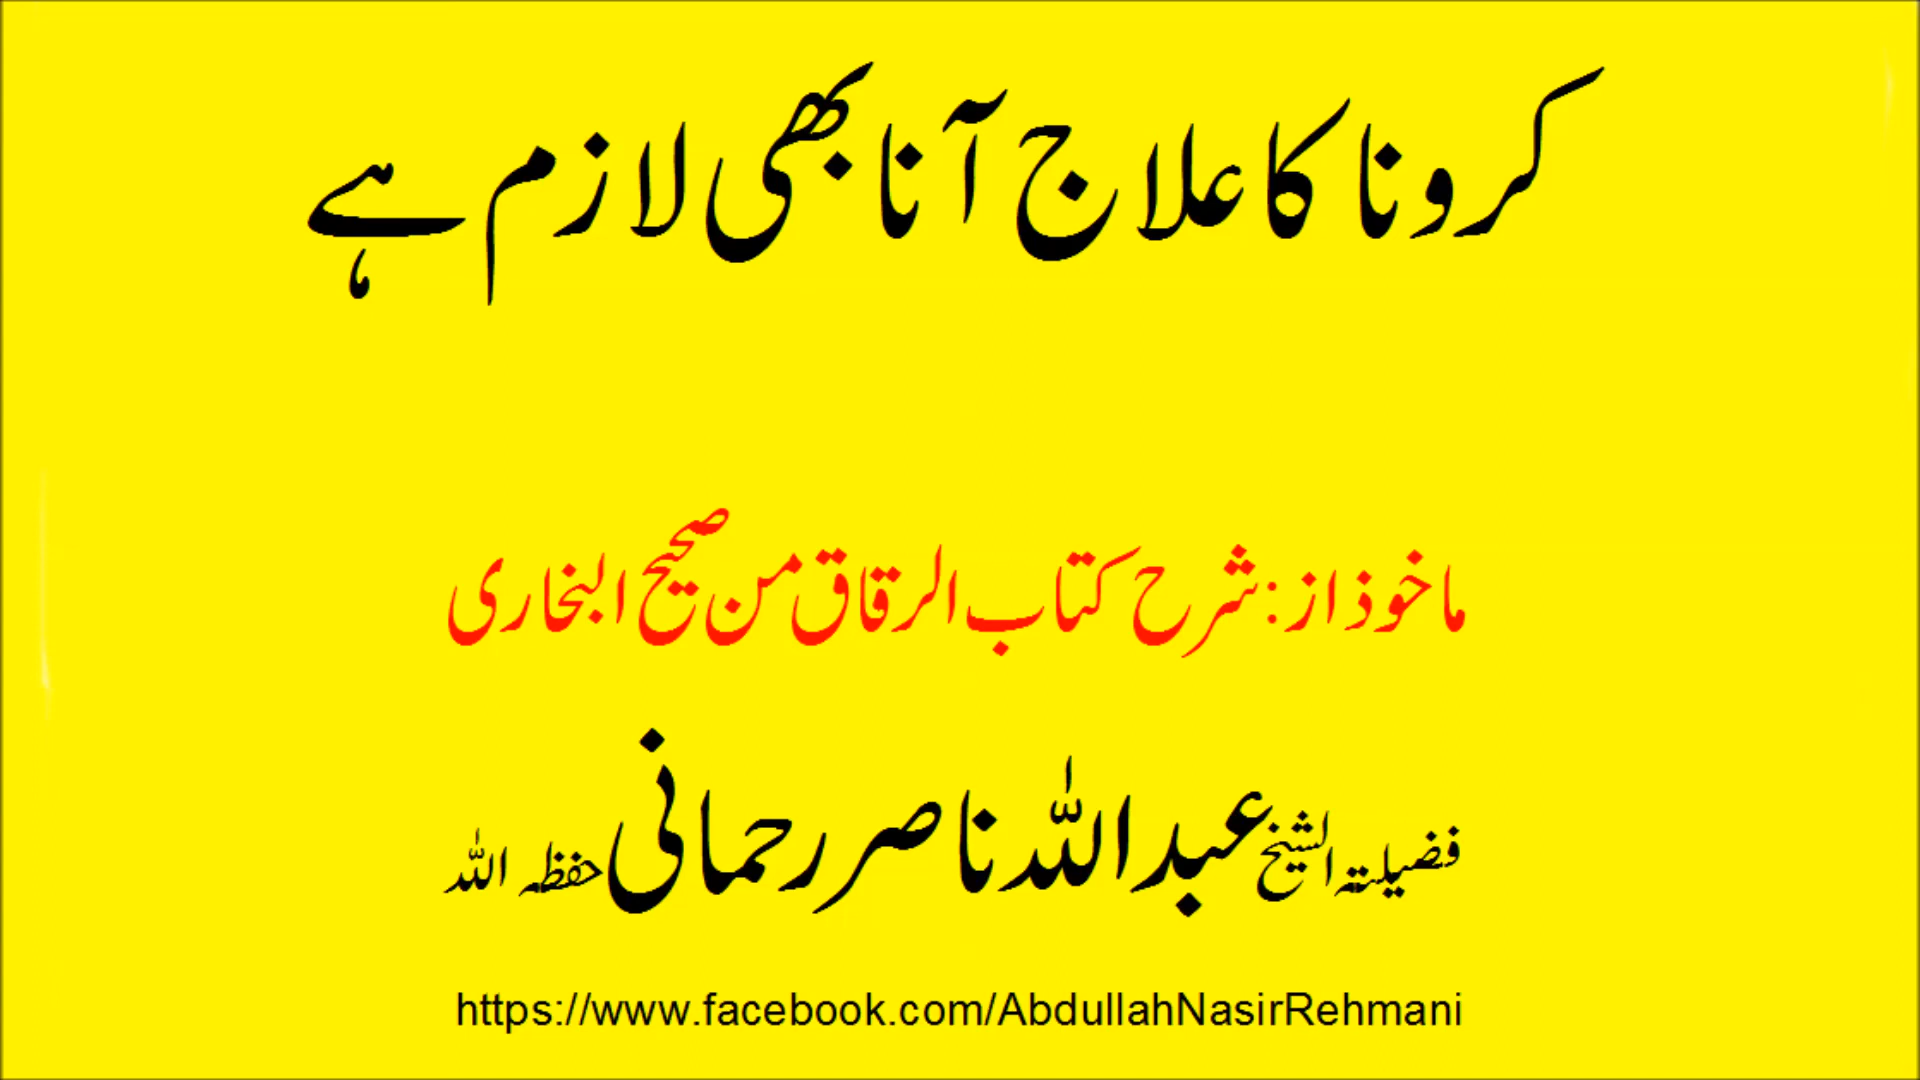 کرونا کا علاج آنا بھی لازم ہے
ماخوذ از: شرح کتاب الرقاق من صحیح البخاری
فضیلتہ الشیخ عبداللہ ناصر رحمانی حفظہ اللہ
https://www.facebook.com/AbdullahNasirRehmani